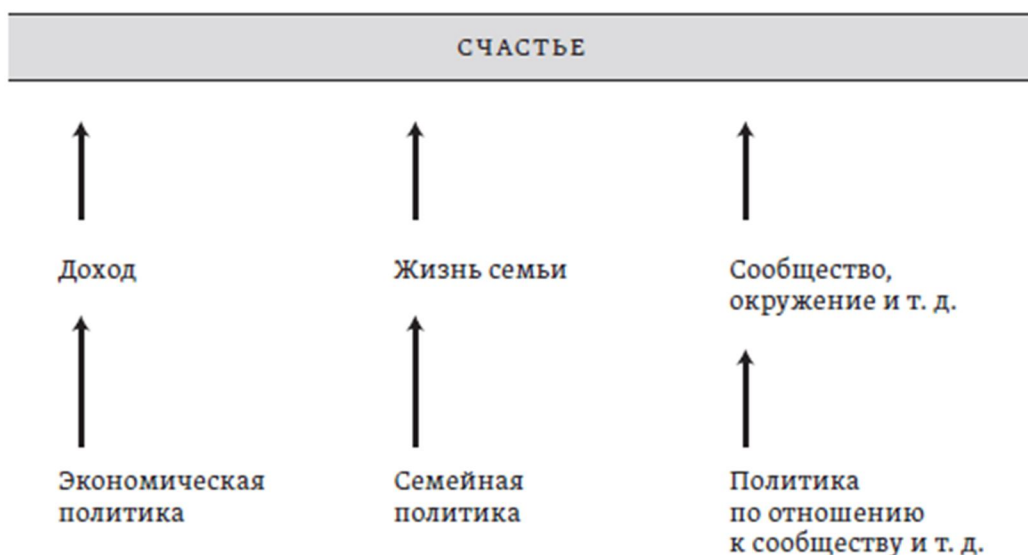 СЧАСТЬЕ
Доход
Жизнь семьи
Сообщество,
окружение и т. д.
Экономическая
политика
Семейная
политика
Политика
по отношению
к сообществу и т. д.